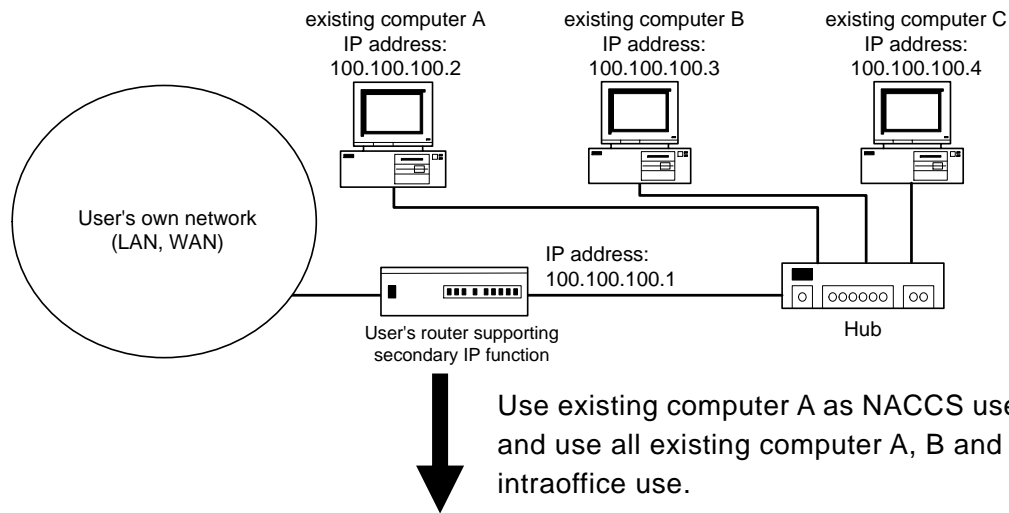 existing computer A
IP address:
100.100.100.2
existing computer B
IP address:
100.100.100.3
existing computer C
IP address:
100.100.100.4
User's own network
(LAN, WAN)
IP address:
100.100.100.1
User's router supporting
secondary IP function
Hub
Use existing computer A as NACCS use
and use all existing computer A, B and
intraoffice use.